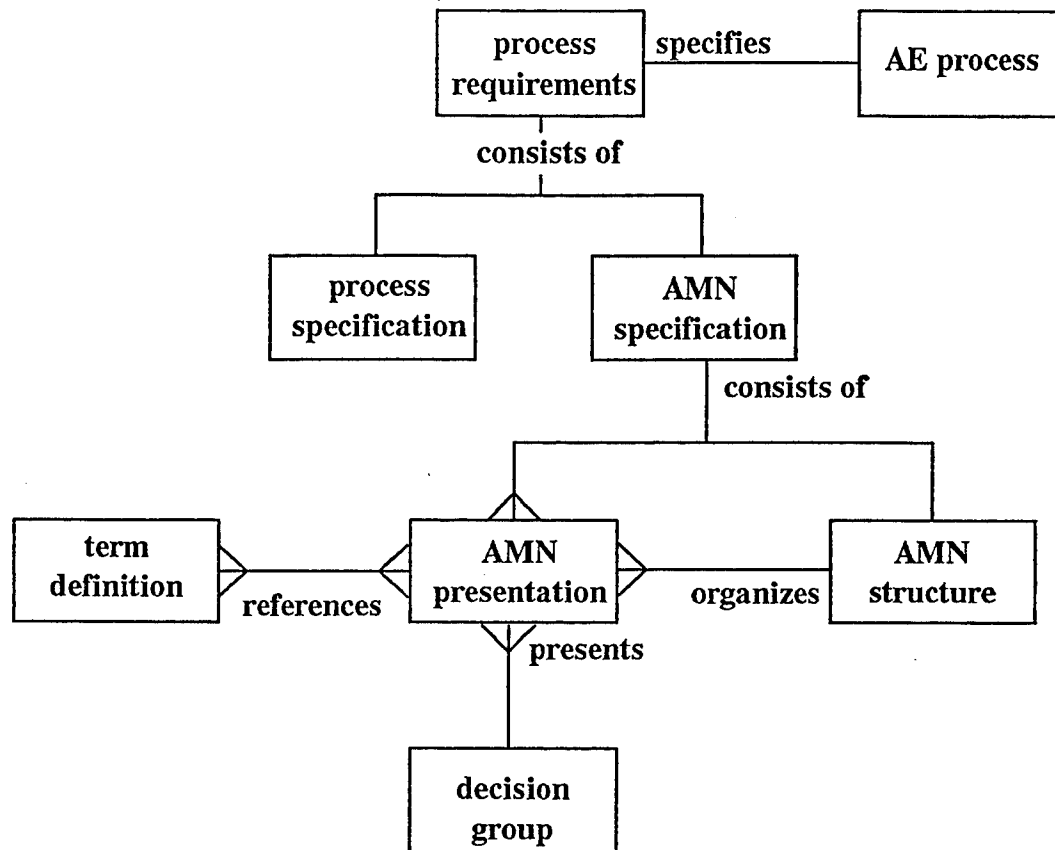 process
requirements
specifies
AE process
consists of
process
specification
AMN
specification
consists of
term
definition
references
AMN
presentation
organizes
AMN
structure
presents
decision
group